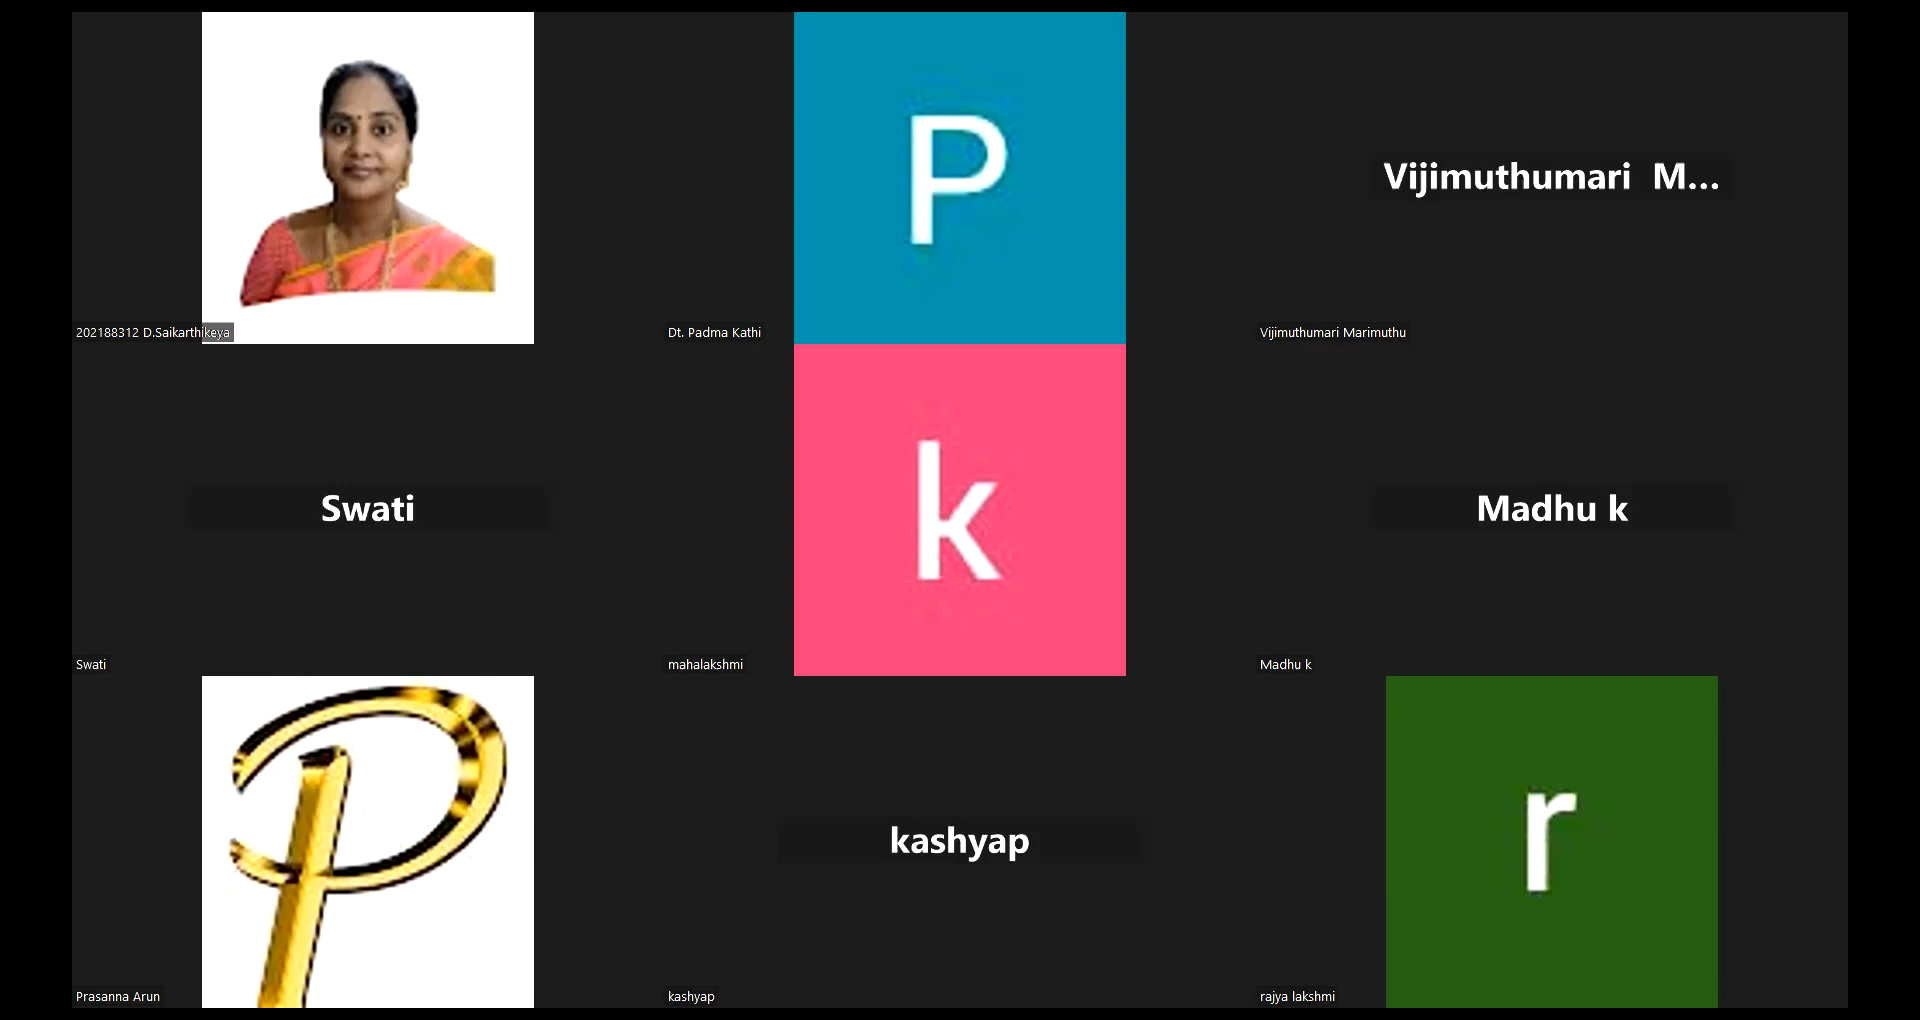 P
Vijimuthumari M...
202188312 D.Saikarthikeya
Dt. Padma Kathi
Vijimuthumari Marimuthu
Swati
k
Madhu k
Swati
mahalakshmi
Madhu k
P
kashyap
r
Prasanna Arun
kashyap
rajya lakshmi